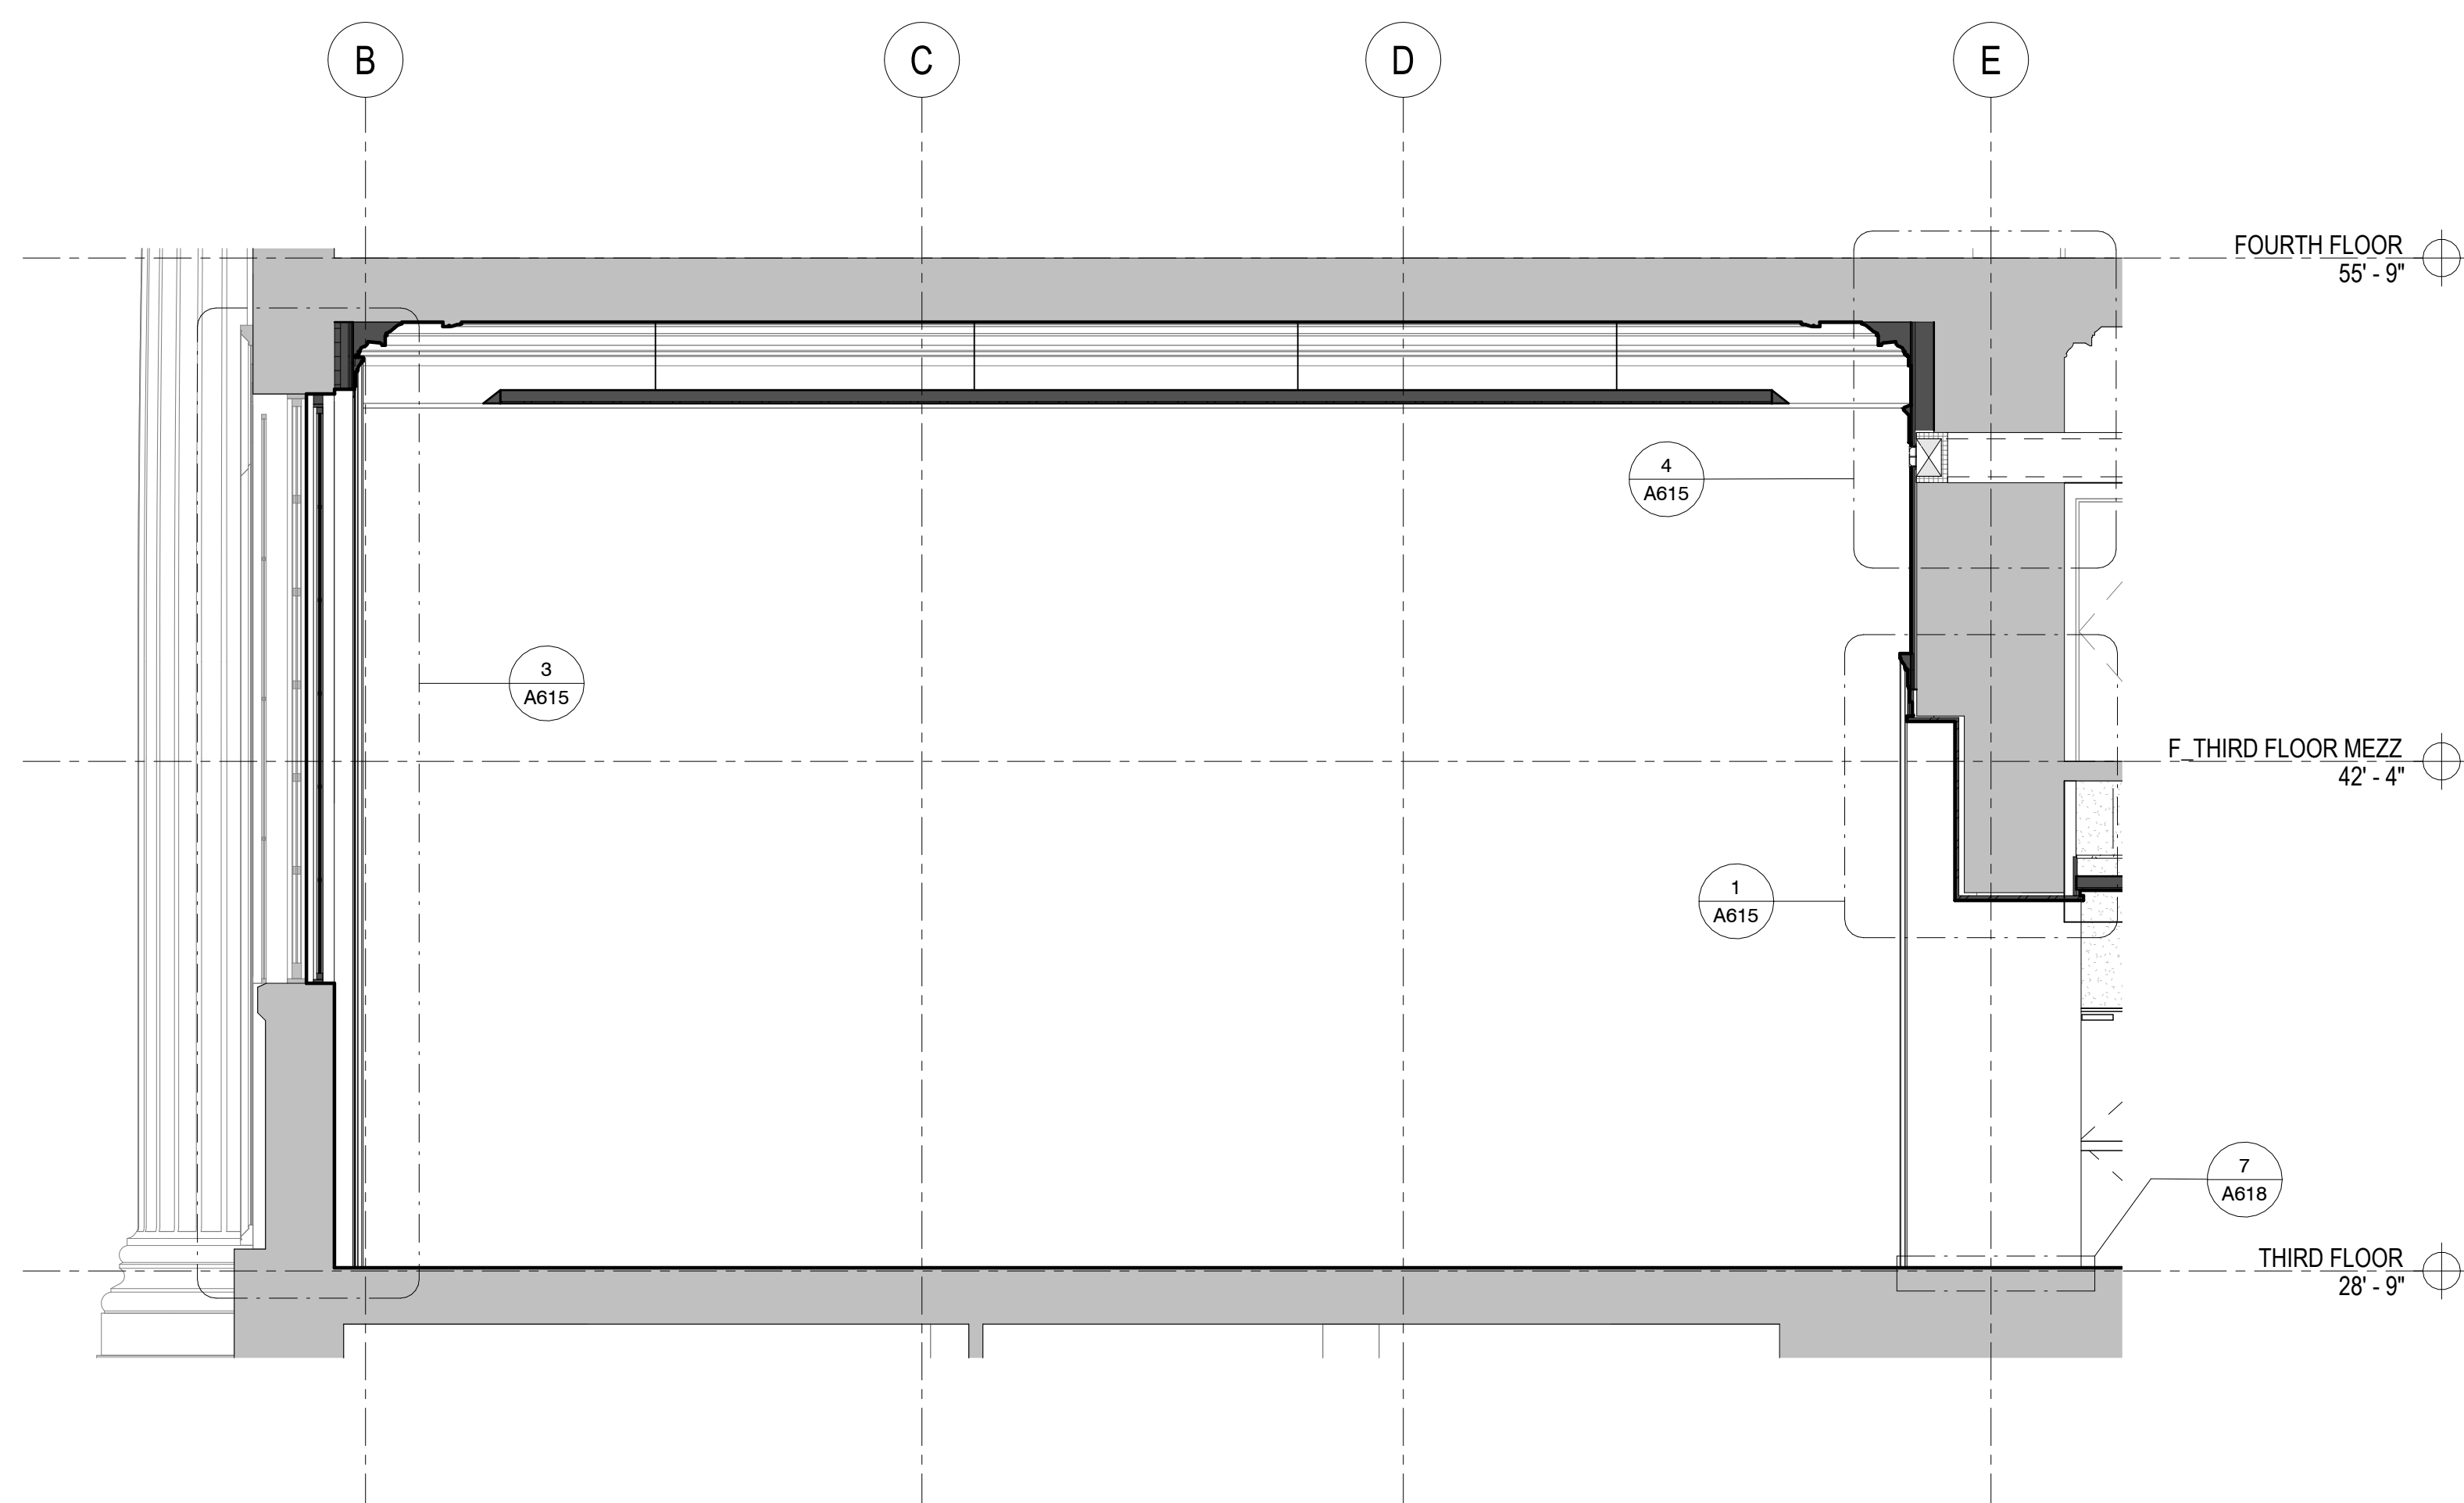 B
C
D
E
FOURTH FLOOR
55' - 9"
4
A615
3
A615
F_THIRD FLOOR MEZZ
42' - 4"
1
A615
7
A618
THIRD FLOOR
28' - 9"